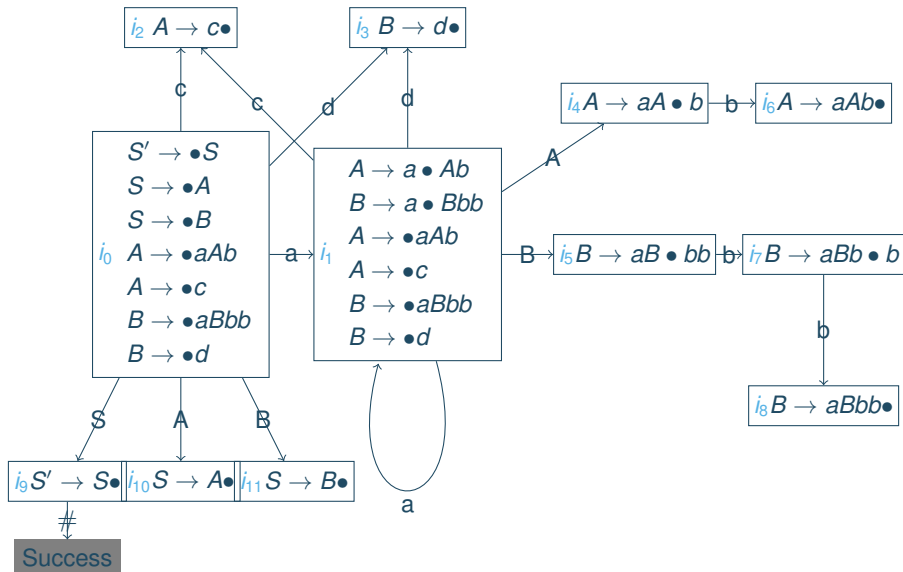 i2 A → c●
i3 B → d●
c
c
d
d
i4 A → aA ● b
b
i6 A → aAb●
A
i0
S′ → ●S
S → ●A
S → ●B
A → ●aAb
A → ●c
B → ●aBbb
B → ●d
a
i1
A → a ● Ab
B → a ● Bbb
A → ●aAb
A → ●c
B → ●aBbb
B → ●d
B
i5 B → aB ● bb
b
i7 B → aBb ● b
b
i8 B → aBbb●
S
A
B
i9 S′ → S●
i10 S → A●
i11 S → B●
a
#
Success